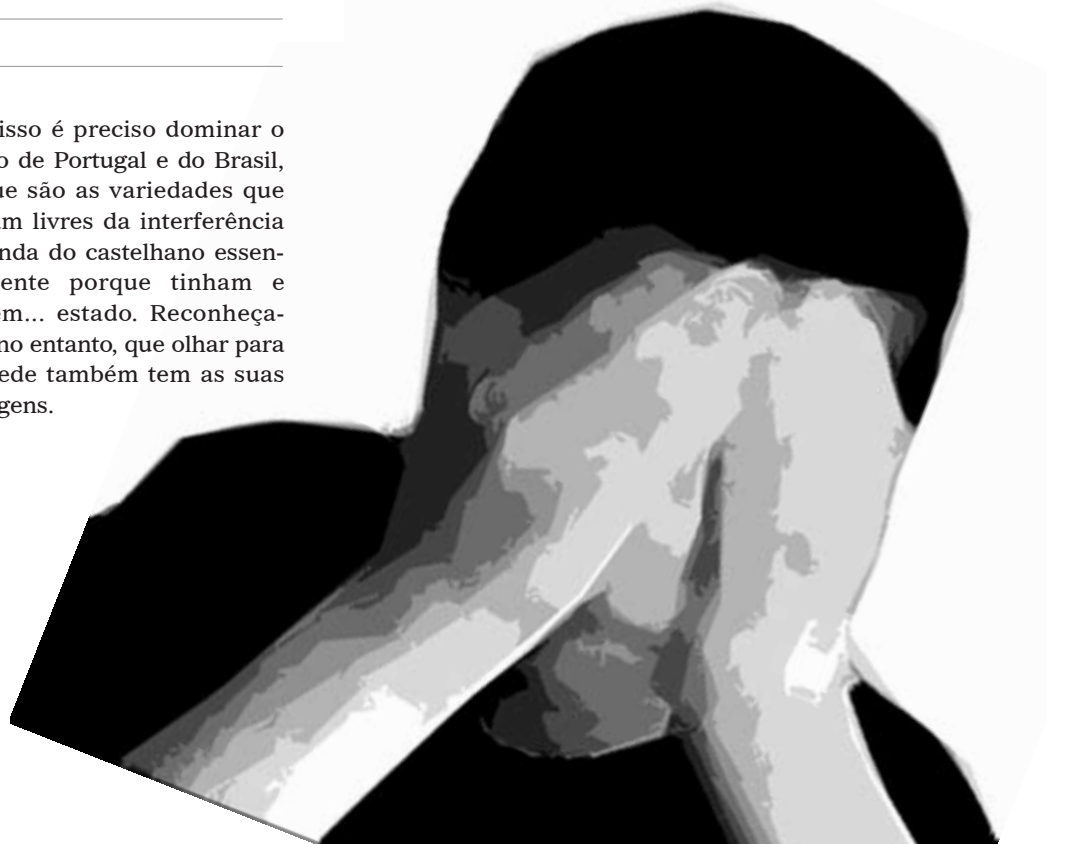 isso é preciso dominar o
o de Portugal e do Brasil,
ue são as variedades que
m livres da interferência
nda do castelhano essen-
ente porque tinham e
em... estado. Reconheça-
no entanto, que olhar para
ede também tem as suas
gens.